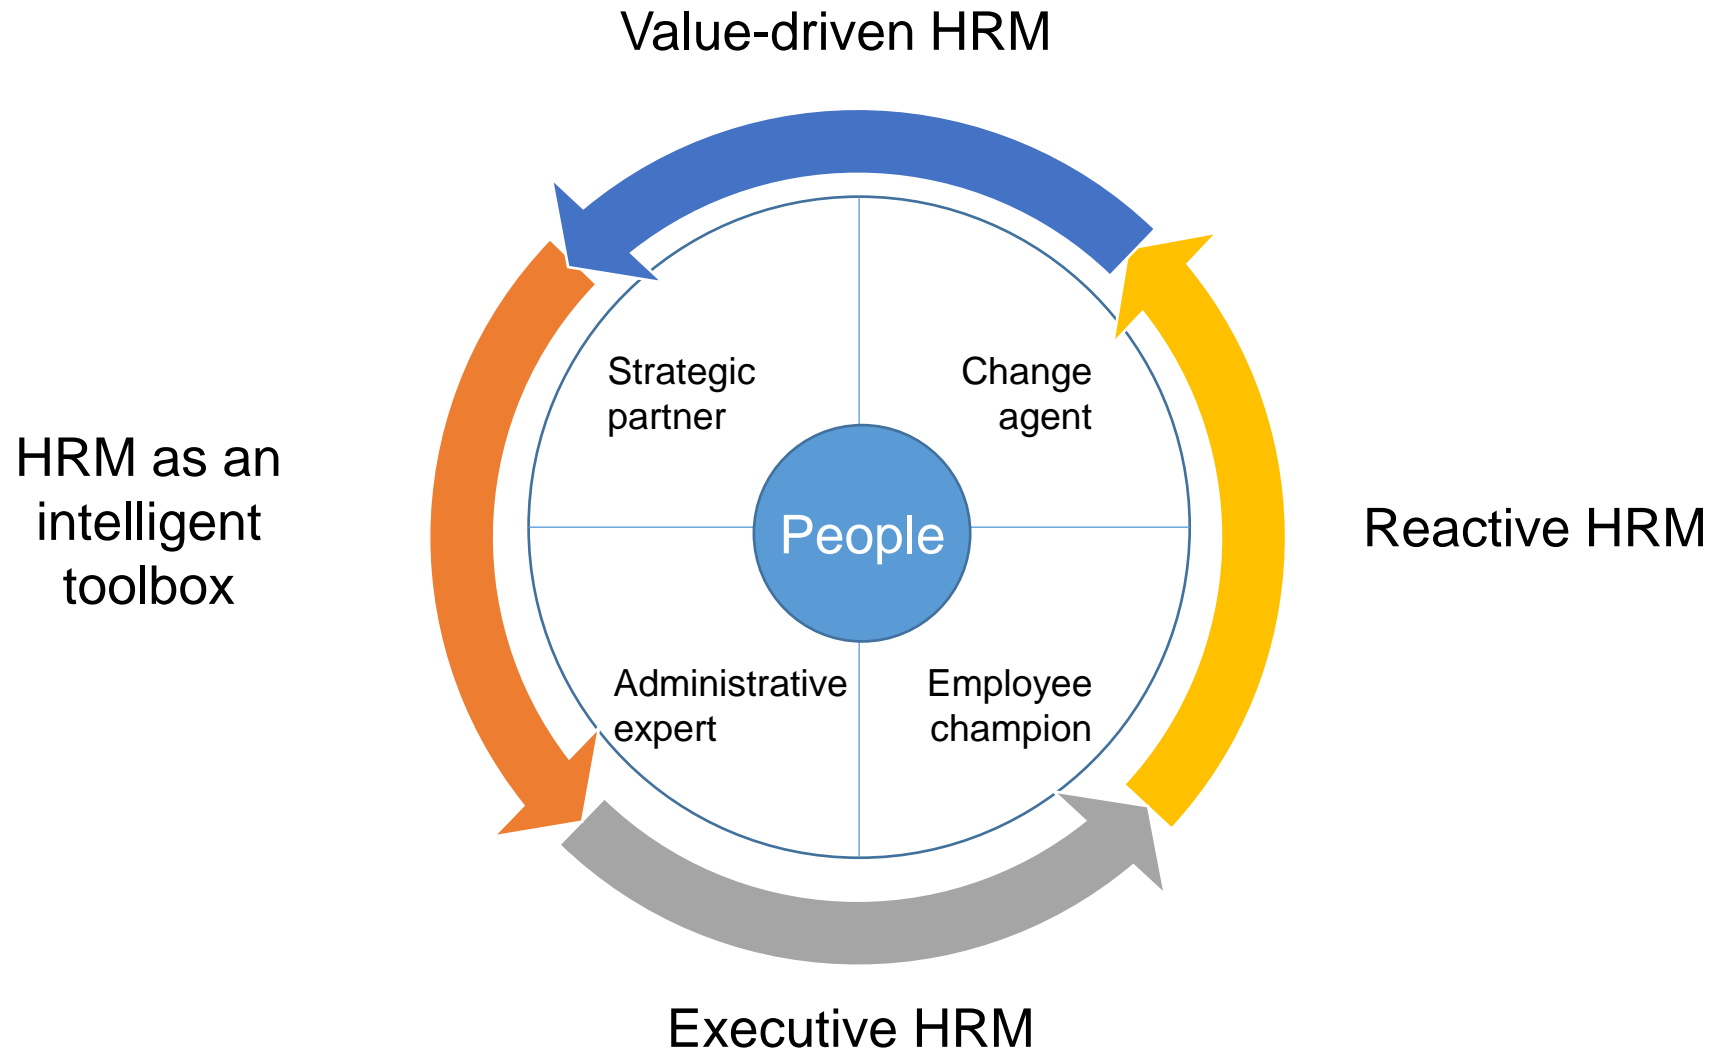 Value-driven HRM
Strategic
partner
Change
agent
HRM as an
intelligent
toolbox
People
Reactive HRM
Administrative
expert
Employee
champion
Executive HRM